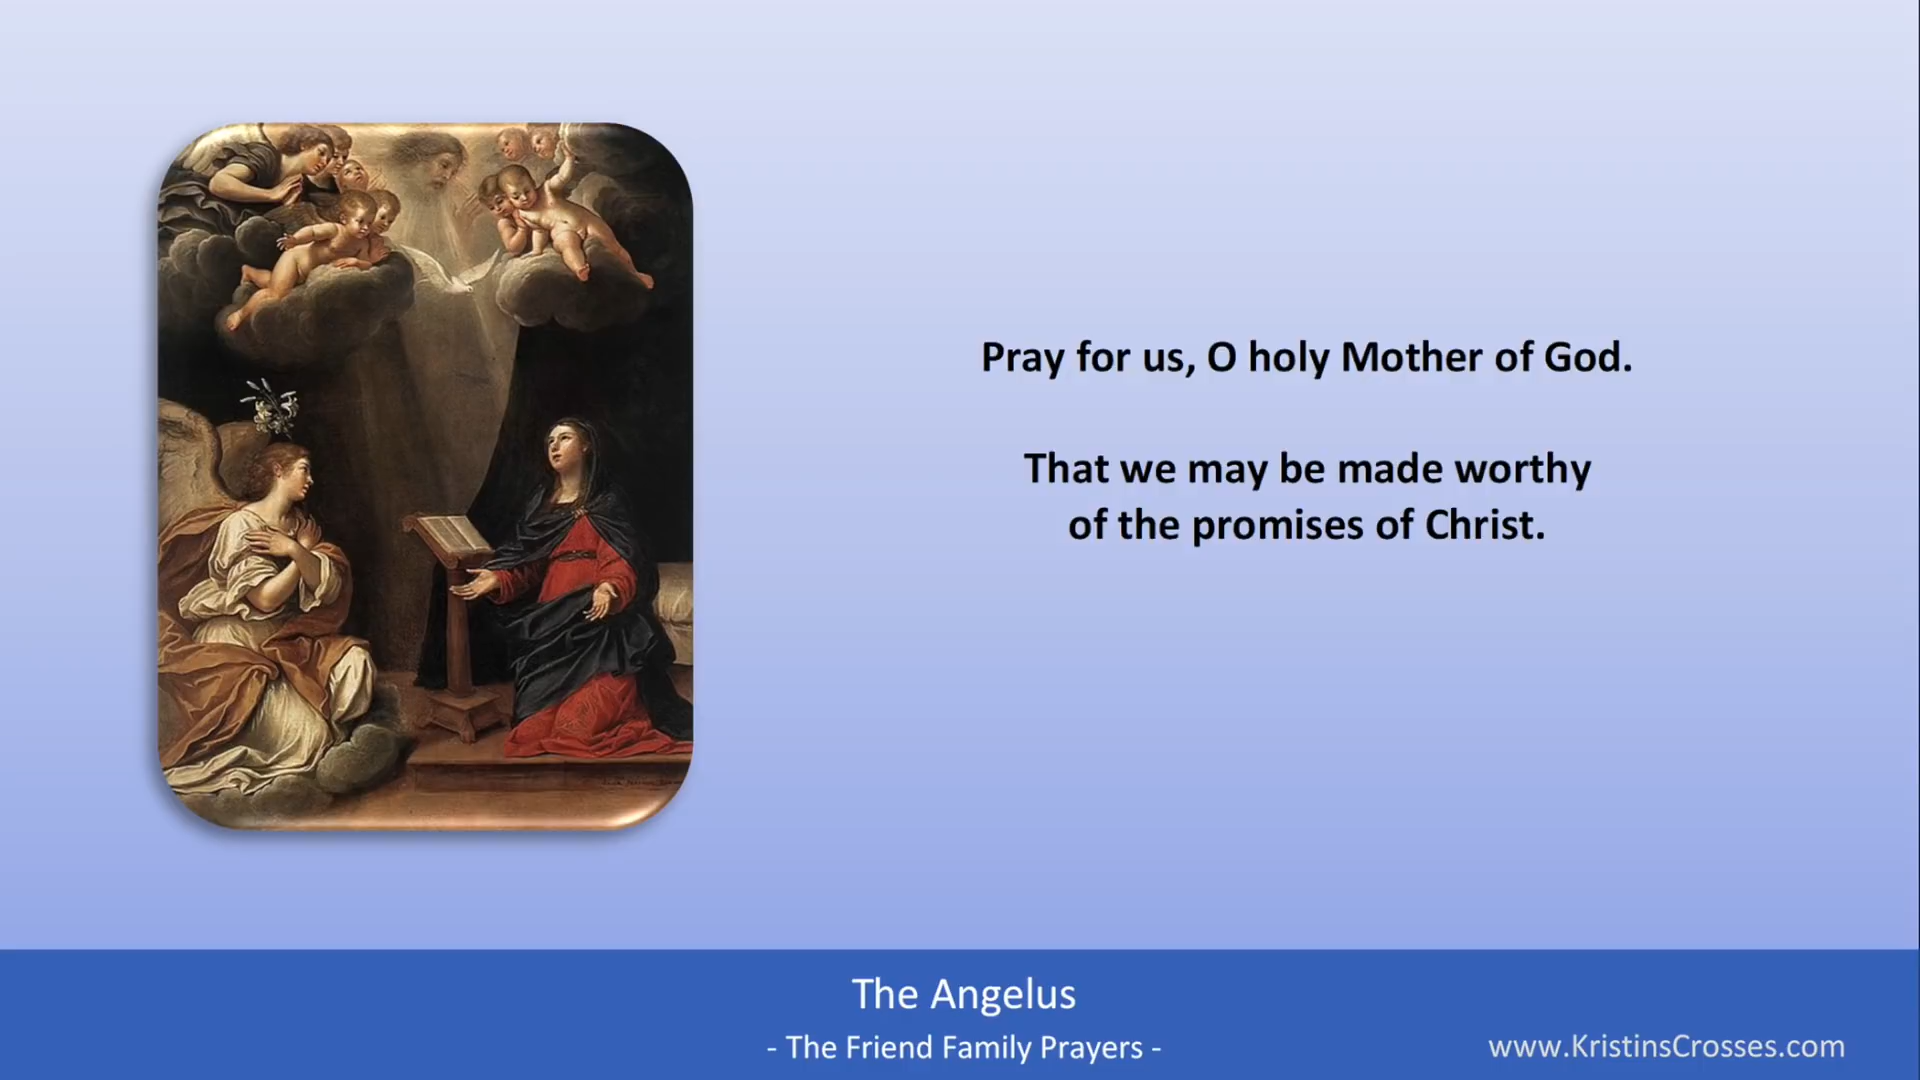 Pray for us, O holy Mother of God.
That we may be made worthy
of the promises of Christ.
The Angelus
- The Friend Family Prayers -
www.KristinsCrosses.com